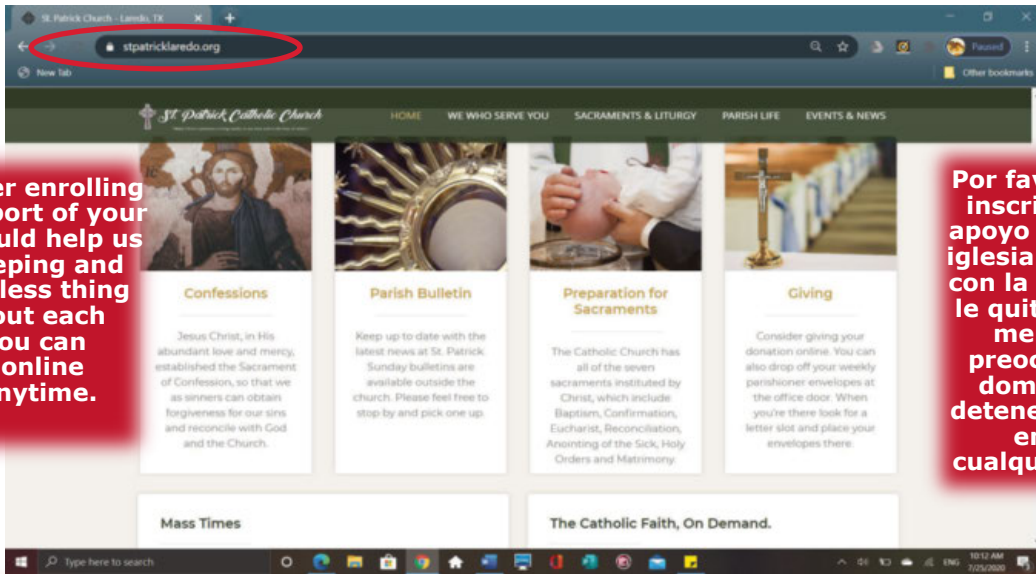 St. Patrick Church - Laredo, TX
stpatricklaredo.org
Paused
New Tab
Other bookmarks
St. Patrick Catholic Church
HOME WE WHO SERVE YOU SACRAMENTS & LITURGY PARISH LIFE EVENTS & NEWS
er enrolling
port of your
uld help us
eping and
less thing
out each
ou can
online
nytime.
Confessions
Jesus Christ, in His
abundant love and mercy,
established the Sacrament
of Confession, so that we
as sinners can obtain
forgiveness for our sins
and reconcile with God
and the Church.
Parish Bulletin
Keep up to date with the
latest news at St. Patrick.
Sunday bulletins are
available outside the
church. Please feel free to
stop by and pick one up.
Preparation for
Sacraments
The Catholic Church has
all of the seven
sacraments instituted by
Christ, which include
Baptism, Confirmation,
Eucharist, Reconciliation,
Anointing of the Sick, Holy
Orders and Matrimony.
Giving
Consider giving your
donation online. You can
also drop off your weekly
parishioner envelopes at
the office door. When
you're there look for a
letter slot and place your
envelopes there.
Por fav
inscri
apoyo
iglesia
con la
le quit
me
preoc
dom
detene
en
cualqu
Mass Times
The Catholic Faith, On Demand.
Type here to search
ENG
10:12 AM
7/25/2020